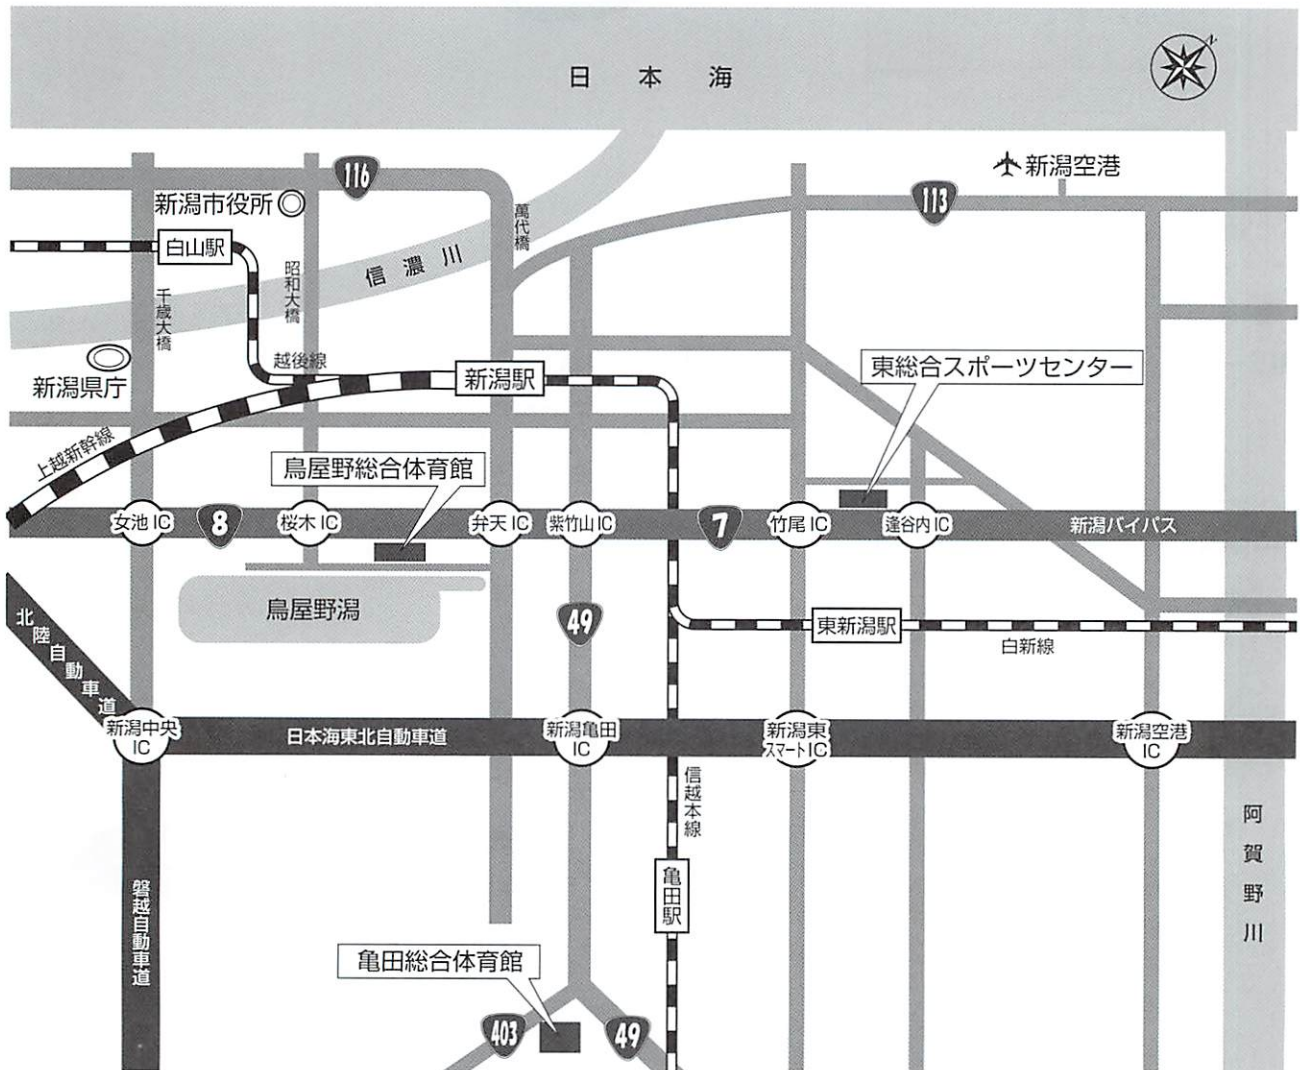 日本海
N
116
新潟空港
113
新潟市役所
萬代橋
白山駅
信濃川
昭和大橋
千歳大橋
越後線
新潟県庁
新潟駅
東総合スポーツセンター
上越新幹線
鳥屋野総合体育館
女池 IC
8
桜木 IC
弁天 IC
紫竹山 IC
7
竹尾 IC
逢谷内 IC
新潟バイパス
鳥屋野潟
49
北陸自動車道
東新潟駅
白新線
新潟中央
IC
日本海東北自動車道
新潟亀田
IC
新潟東
スマートIC
新潟空港
IC
信越本線
阿賀野川
亀田駅
磐越自動車道
亀田総合体育館
403
49